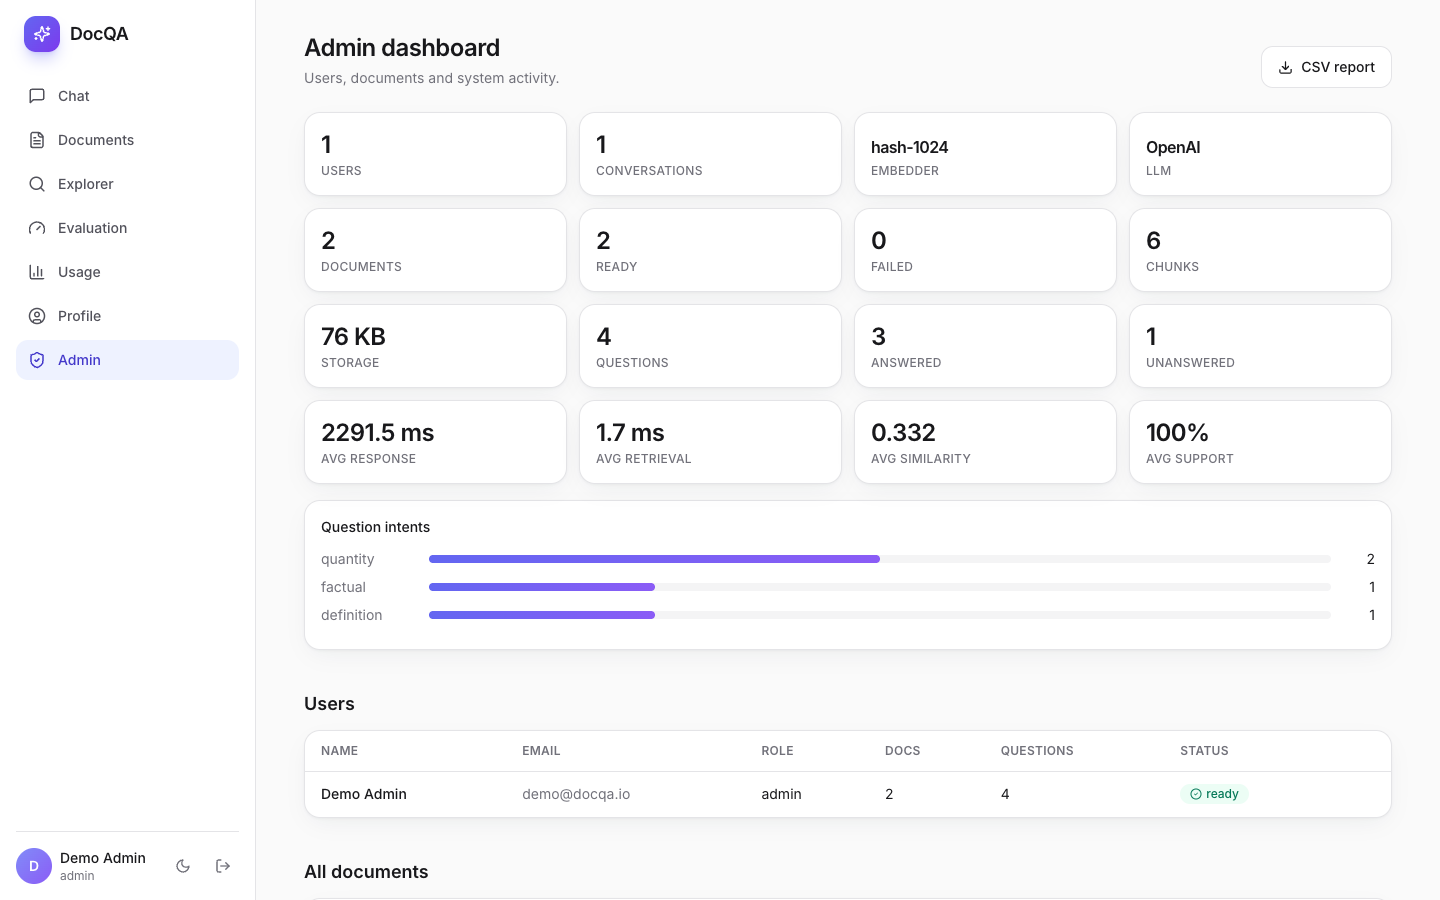 DocQA
Chat
Documents
Explorer
Evaluation
Usage
Profile
Admin
D
Demo Admin
admin
Admin dashboard
Users, documents and system activity.
CSV report
1
USERS
1
CONVERSATIONS
hash-1024
EMBEDDER
OpenAI
LLM
2
DOCUMENTS
2
READY
0
FAILED
6
CHUNKS
76 KB
STORAGE
4
QUESTIONS
3
ANSWERED
1
UNANSWERED
2291.5 ms
AVG RESPONSE
1.7 ms
AVG RETRIEVAL
0.332
AVG SIMILARITY
100%
AVG SUPPORT
Question intents
quantity 2
factual 1
definition 1
Users
NAME EMAIL ROLE DOCS QUESTIONS STATUS
Demo Admin demo@docqa.io admin 2 4 ready
All documents